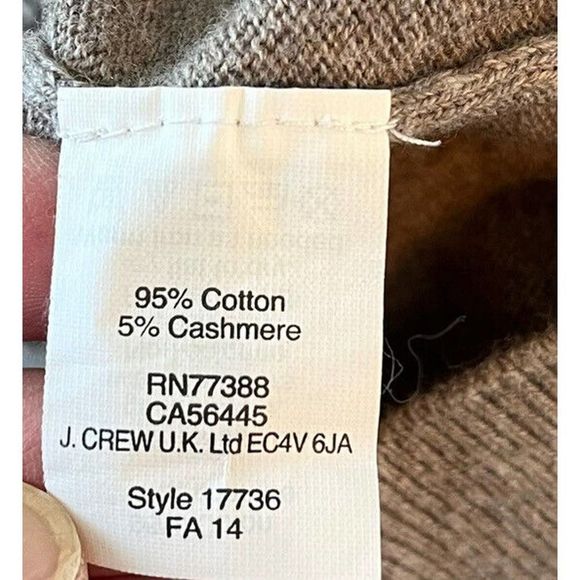 95% Cotton
5% Cashmere
RN77388
CA56445
J. CREW U.K. Ltd EC4V 6JA
Style 17736
FA 14